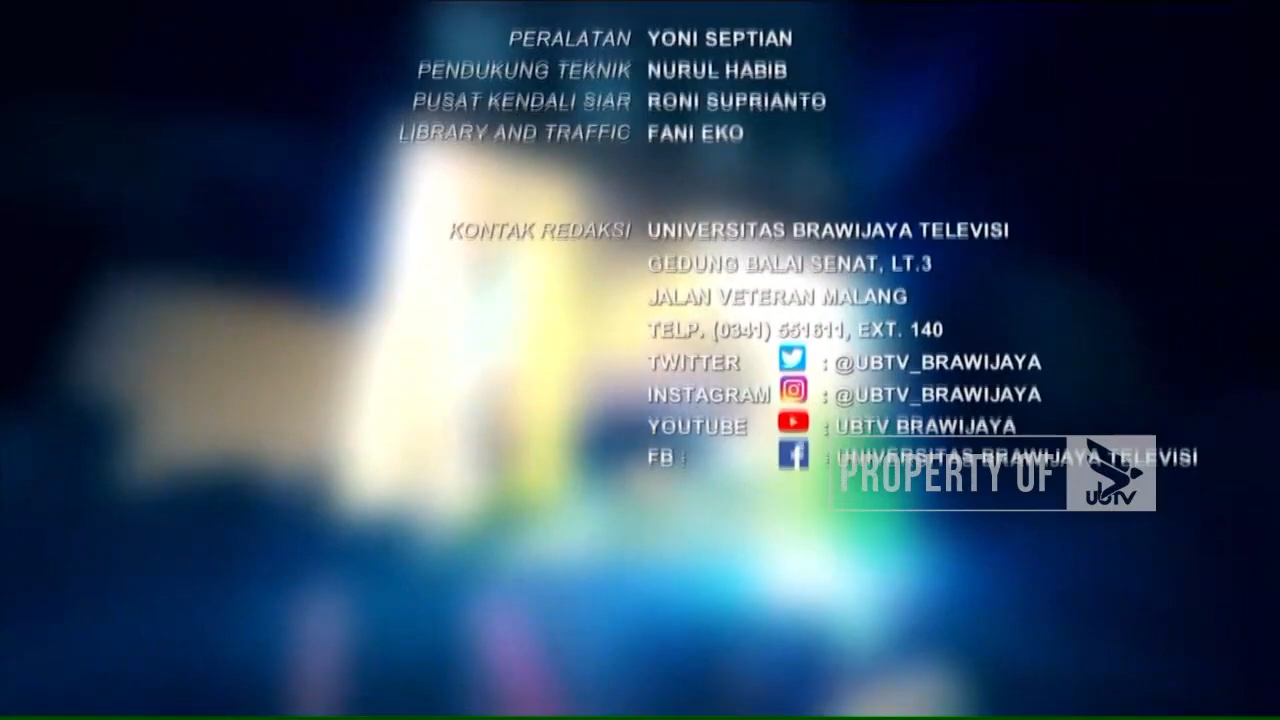 PERALATAN YONI SEPTIAN
PENDUKUNG TEKNIK NURUL HABIB
PUSAT KENDALI SIAR RONI SUPRIANTO
LIBRARY AND TRAFFIC FANI EKO
KONTAK REDAKSI UNIVERSITAS BRAWIJAYA TELEVISI
GEDUNG BALAI SENAT, LT.3
JALAN VETERAN MALANG
TELP. (0341) 551611, EXT. 140
TWITTER : @UBTV_BRAWIJAYA
INSTAGRAM : @UBTV_BRAWIJAYA
YOUTUBE : UBTV BRAWIJAYA
FB : : UNIVERSITAS BRAWIJAYA TELEVISI
PROPERTY OF UBTV